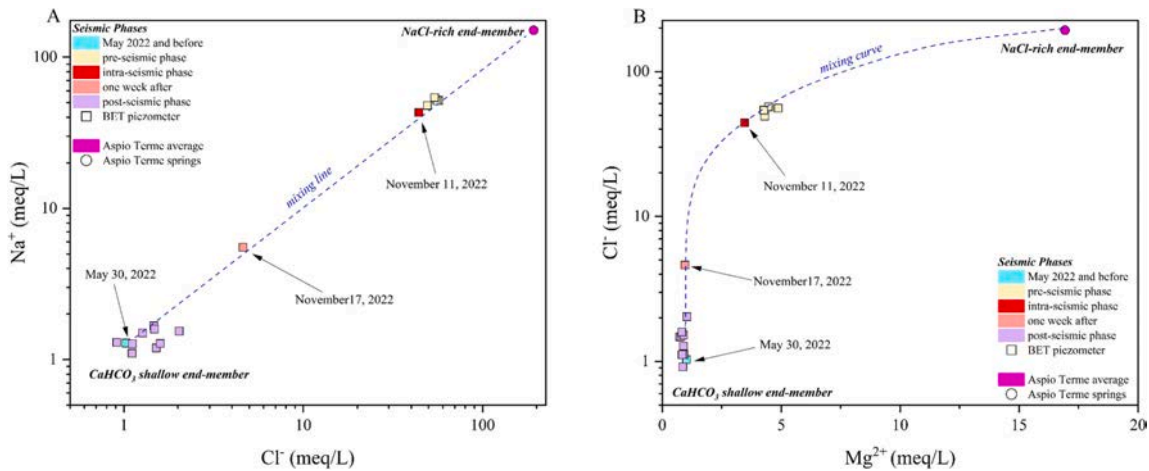 A
Seismic Phases
May 2022 and before
pre-seismic phase
intra-seismic phase
one week after
post-seismic phase
BET piezometer
Aspio Terme average
Aspio Terme springs
NaCl-rich end-member
mixing line
November 11, 2022
May 30, 2022
November17, 2022
CaHCO₃ shallow end-member
Na⁺ (meq/L)
100
10
1
1
10
100
Cl⁻ (meq/L)
B
NaCl-rich end-member
mixing curve
November 11, 2022
November17, 2022
May 30, 2022
CaHCO₃ shallow end-member
Seismic Phases
May 2022 and before
pre-seismic phase
intra-seismic phase
one week after
post-seismic phase
BET piezometer
Aspio Terme average
Aspio Terme springs
Cl⁻ (meq/L)
100
10
1
0
5
10
15
20
Mg²⁺ (meq/L)